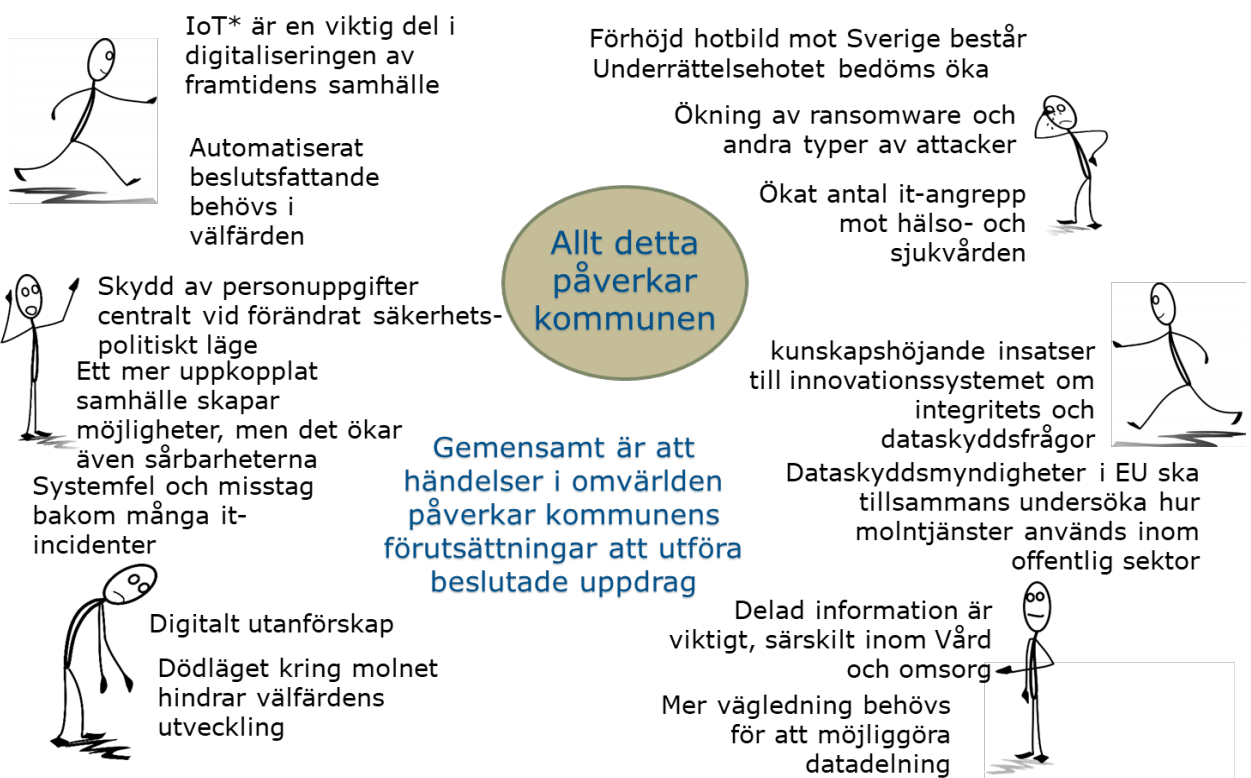 IoT* är en viktig del i
digitaliseringen av
framtidens samhälle
Automatiserat
beslutsfattande
behövs i
välfärden
Förhöjd hotbild mot Sverige består
Underrättelsehotet bedöms öka
Ökning av ransomware och
andra typer av attacker
Ökat antal it-angrepp
mot hälso- och
sjukvården
Allt detta
påverkar
kommunen
Skydd av personuppgifter
centralt vid förändrat säkerhets-
politiskt läge
Ett mer uppkopplat
samhälle skapar
möjligheter, men det ökar
även sårbarheterna
Systemfel och misstag
bakom många it-
incidenter
kunskapshöjande insatser
till innovationssystemet om
integritets och
dataskyddsfrågor
Gemensamt är att
händelser i omvärlden
påverkar kommunens
förutsättningar att utföra
beslutade uppdrag
Dataskyddsmyndigheter i EU ska
tillsammans undersöka hur
molntjänster används inom
offentlig sektor
Digitalt utanförskap
Dödläget kring molnet
hindrar välfärdens
utveckling
Delad information är
viktigt, särskilt inom Vård
och omsorg
Mer vägledning behövs
för att möjliggöra
datadelning